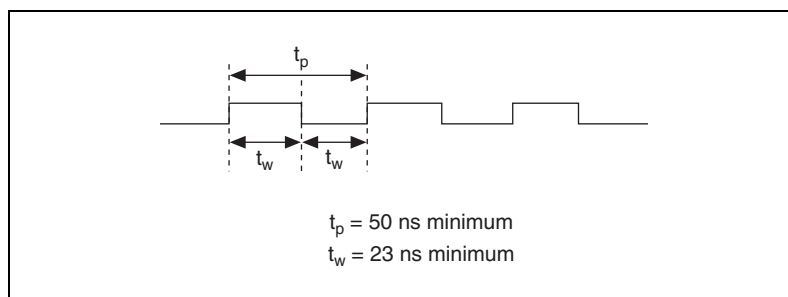 tp
tw tw
tp = 50 ns minimum
tw = 23 ns minimum